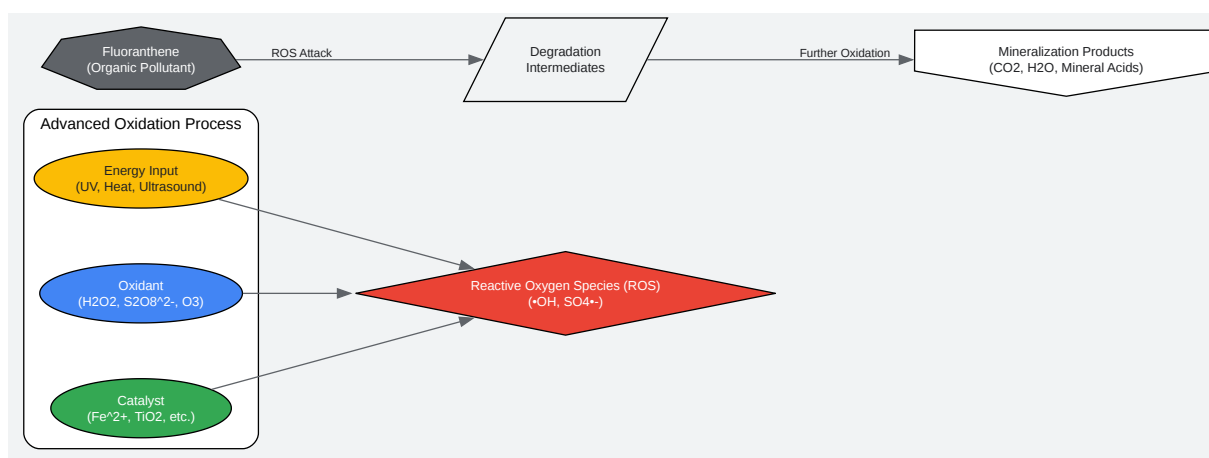 Fluoranthene
(Organic Pollutant)
ROS Attack
Degradation
Intermediates
Further Oxidation
Mineralization Products
(CO2, H2O, Mineral Acids)
Advanced Oxidation Process
Energy Input
(UV, Heat, Ultrasound)
Oxidant
(H2O2, S2O8^2-, O3)
Reactive Oxygen Species (ROS)
(•OH, SO4•-)
Catalyst
(Fe^2+, TiO2, etc.)